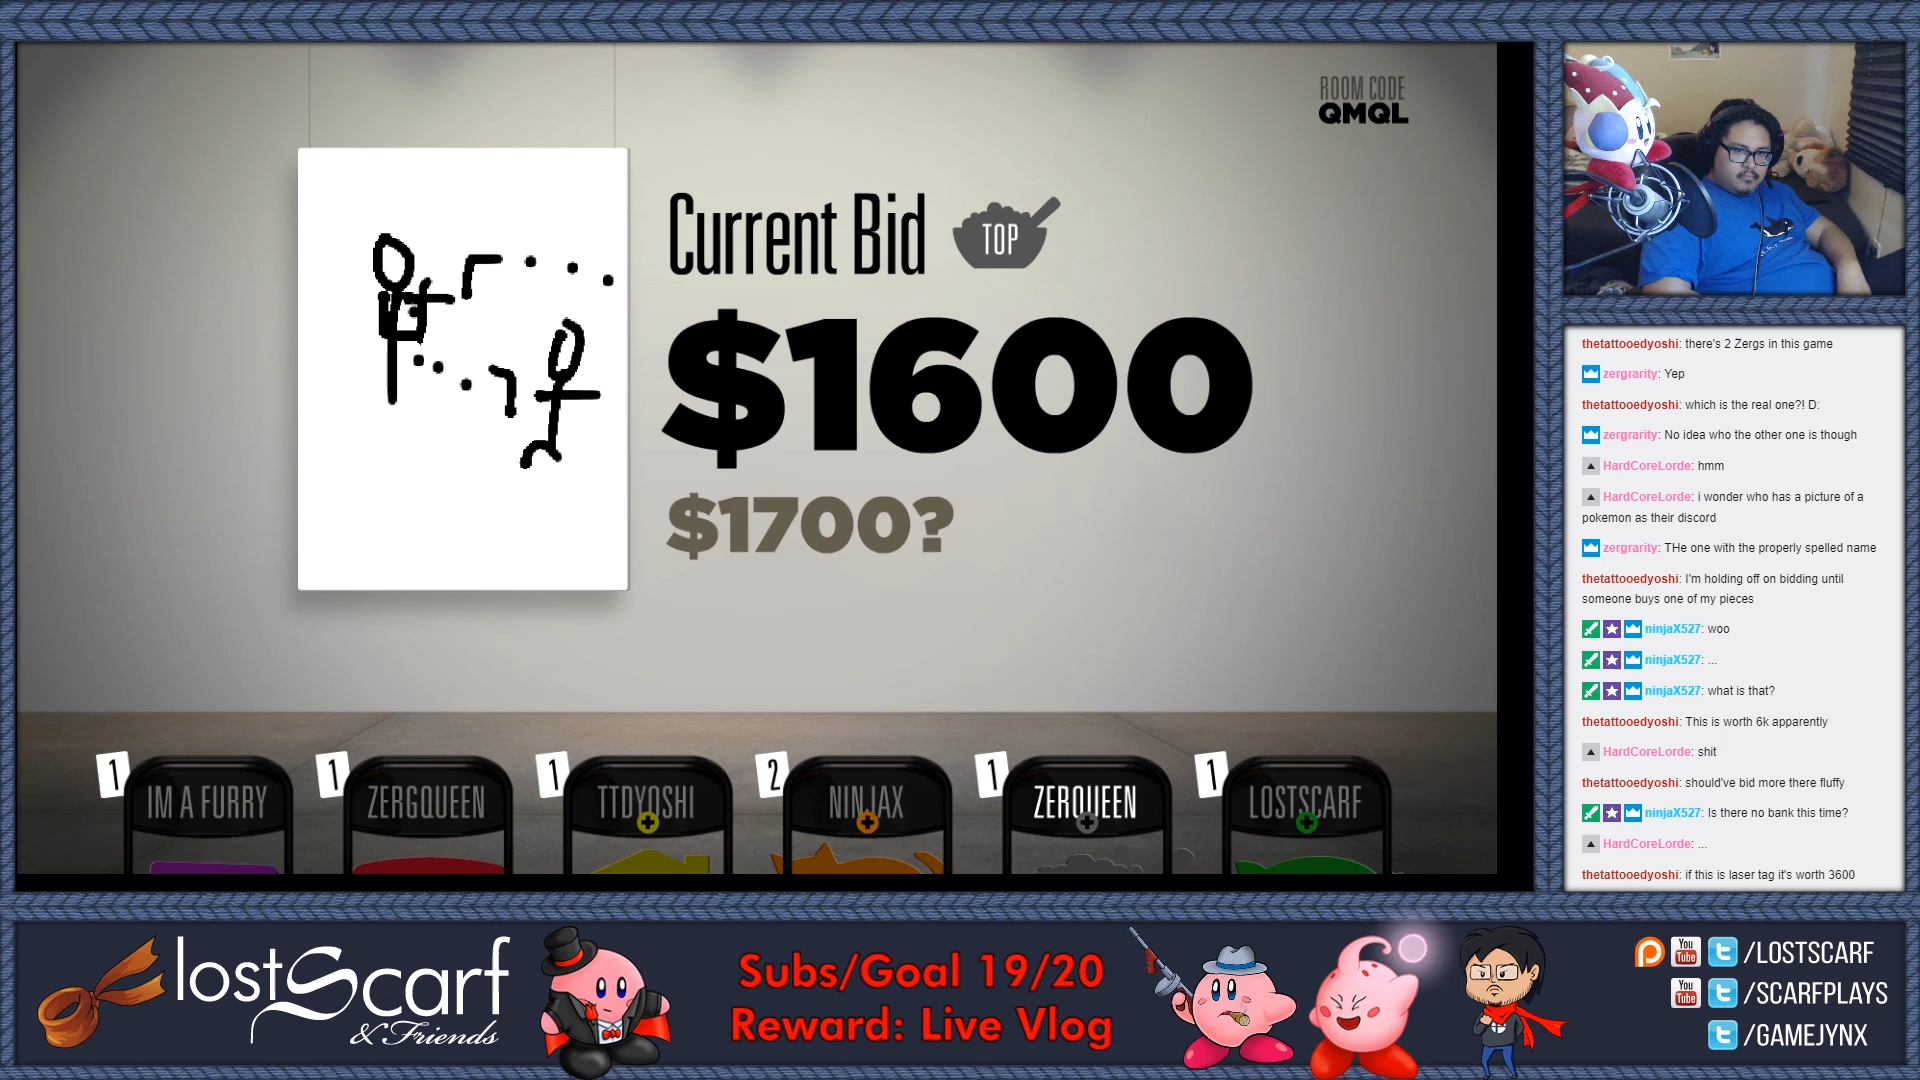 ROOM CODE
QMQL
Current Bid
TOP
$1600
$1700?
1 IM A FURRY
1 ZERGQUEEN
1 TTDYOSHI
2 NINJAX
1 ZERQUEEN
1 LOSTSCARF
thetattooedyoshi: there's 2 Zergs in this game
zergrarity: Yep
thetattooedyoshi: which is the real one?! D:
zergrarity: No idea who the other one is though
HardCoreLorde: hmm
HardCoreLorde: i wonder who has a picture of a
pokemon as their discord
zergrarity: THe one with the properly spelled name
thetattooedyoshi: I'm holding off on bidding until
someone buys one of my pieces
ninjaX527: woo
ninjaX527: ...
ninjaX527: what is that?
thetattooedyoshi: This is worth 6k apparently
HardCoreLorde: shit
thetattooedyoshi: should've bid more there fluffy
ninjaX527: Is there no bank this time?
HardCoreLorde: ...
thetattooedyoshi: if this is laser tag it's worth 3600
lostScarf
& Friends
Subs/Goal 19/20
Reward: Live Vlog
You Tube /LOSTSCARF
You Tube /SCARFPLAYS
/GAMEJYNX